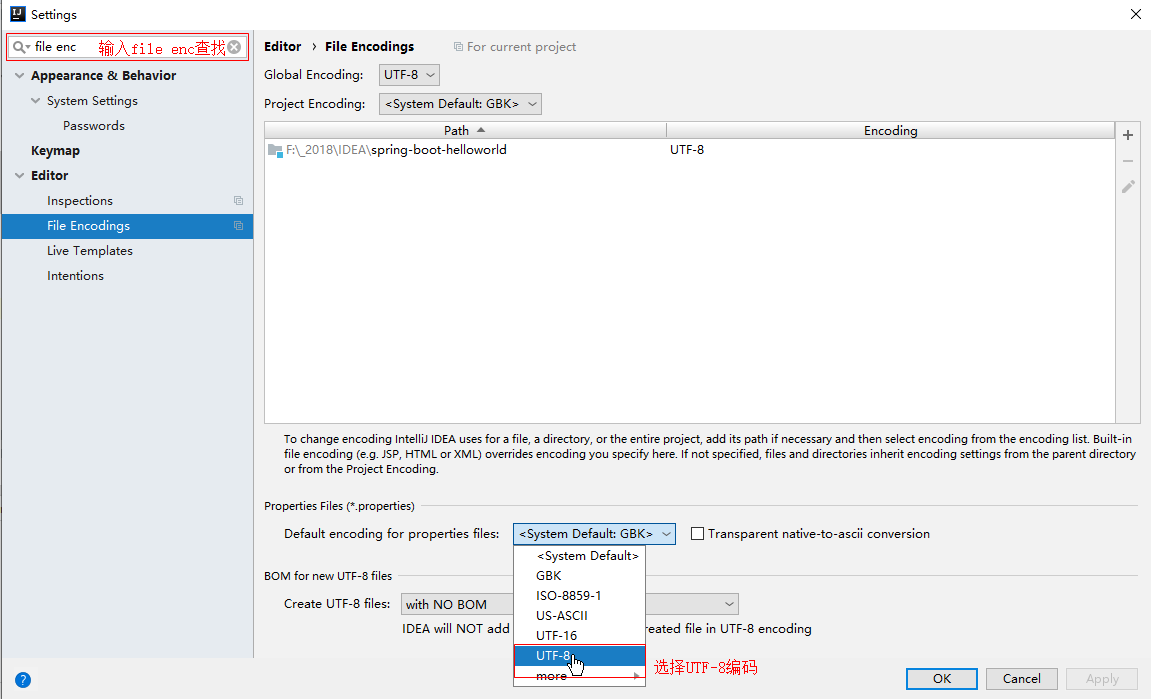 Settings
file enc 输入file enc查找
Editor › File Encodings For current project
Appearance & Behavior
System Settings
Passwords
Keymap
Editor
Inspections
File Encodings
Live Templates
Intentions
Global Encoding: UTF-8
Project Encoding: <System Default: GBK>
Path Encoding
F:\_2018\IDEA\spring-boot-helloworld UTF-8
To change encoding IntelliJ IDEA uses for a file, a directory, or the entire project, add its path if necessary and then select encoding from the encoding list. Built-in
file encoding (e.g. JSP, HTML or XML) overrides encoding you specify here. If not specified, files and directories inherit encoding settings from the parent directory
or from the Project Encoding.
Properties Files (*.properties)
Default encoding for properties files: <System Default: GBK> Transparent native-to-ascii conversion
<System Default>
GBK
ISO-8859-1
US-ASCII
UTF-16
UTF-8
more
选择UTF-8编码
BOM for new UTF-8 files
Create UTF-8 files: with NO BOM
IDEA will NOT add reated file in UTF-8 encoding
? OK Cancel Apply